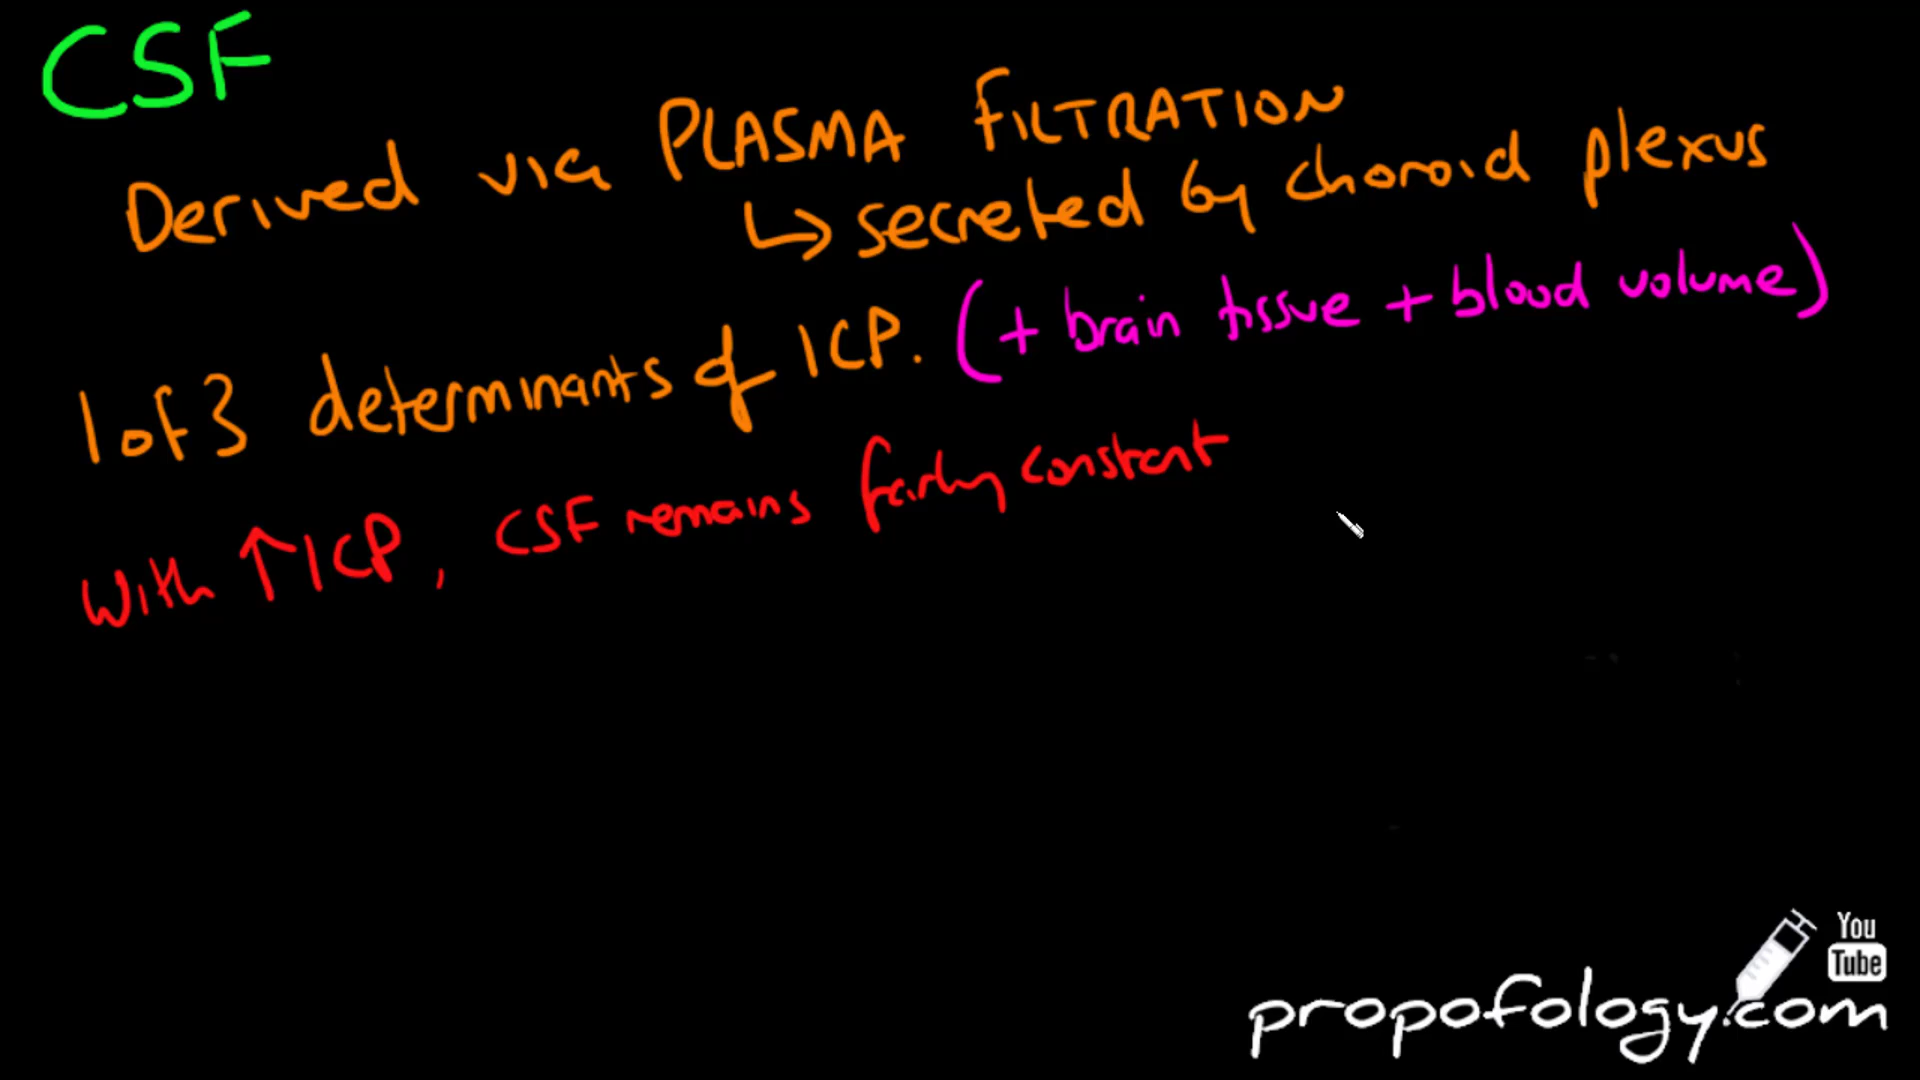 CSF
Derived via PLASMA FILTRATION
↳ secreted by choroid plexus
1 of 3 determinants of ICP. (+ brain tissue + blood volume)
With ↑ICP, CSF remains fairly constant
You
Tube
propofology.com